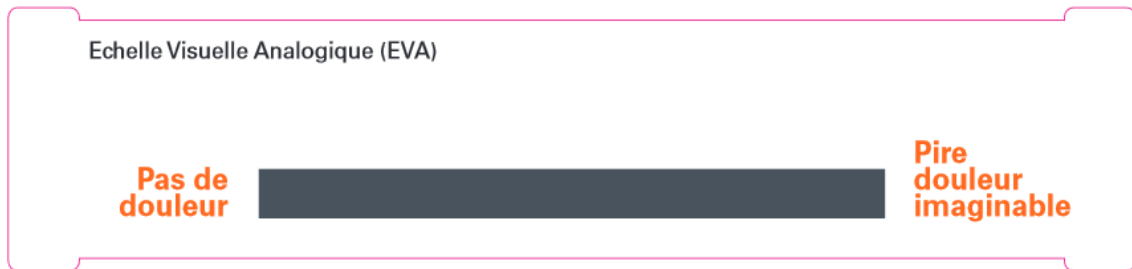 Echelle Visuelle Analogique (EVA)
Pas de
douleur
Pire
douleur
imaginable